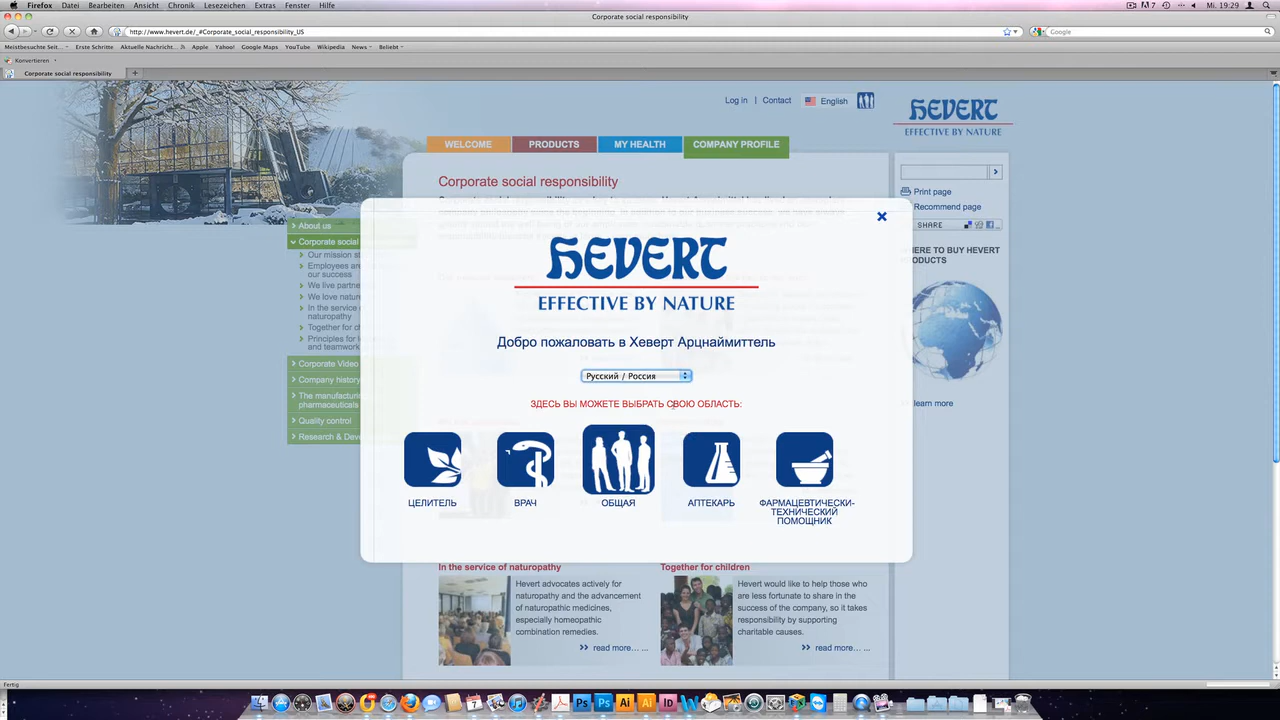 Firefox Datei Bearbeiten Ansicht Chronik Lesezeichen Extras Fenster Hilfe
7 Mi. 19:29
Corporate social responsibility
http://www.hevert.de/_#Corporate_social_responsibility_US
Google
Meistbesuchte Seit... Erste Schritte Aktuelle Nachricht... Apple Yahoo! Google Maps YouTube Wikipedia News Beliebt
Konvertieren
Corporate social responsibility
Log in | Contact English
HEVERT
EFFECTIVE BY NATURE
WELCOME PRODUCTS MY HEALTH COMPANY PROFILE
Corporate social responsibility
Print page
Recommend page
SHARE
About us
Corporate social
Our mission
Employees are
our success
We live
We love
In the service of
naturopathy
Together for
Principles for
and teamwork
Corporate Video
Company history
The
pharmaceuticals
Quality control
Research &
HERE TO BUY HEVERT
PRODUCTS
learn more
HEVERT
EFFECTIVE BY NATURE
Добро пожаловать в Хеверт Арцнаймиттель
Русский / Россия
ЗДЕСЬ ВЫ МОЖЕТЕ ВЫБРАТЬ СВОЮ ОБЛАСТЬ:
ЦЕЛИТЕЛЬ
ВРАЧ
ОБЩАЯ
АПТЕКАРЬ
ФАРМАЦЕВТИЧЕСКИ-
ТЕХНИЧЕСКИЙ
ПОМОЩНИК
In the service of naturopathy
Hevert advocates actively for
naturopathy and the advancement
of naturopathic medicines,
especially homeopathic
combination remedies.
read more... ...
Together for children
Hevert would like to help those who
are less fortunate to share in the
success of the company, so it takes
responsibility by supporting
charitable causes.
read more... ...
Fertig